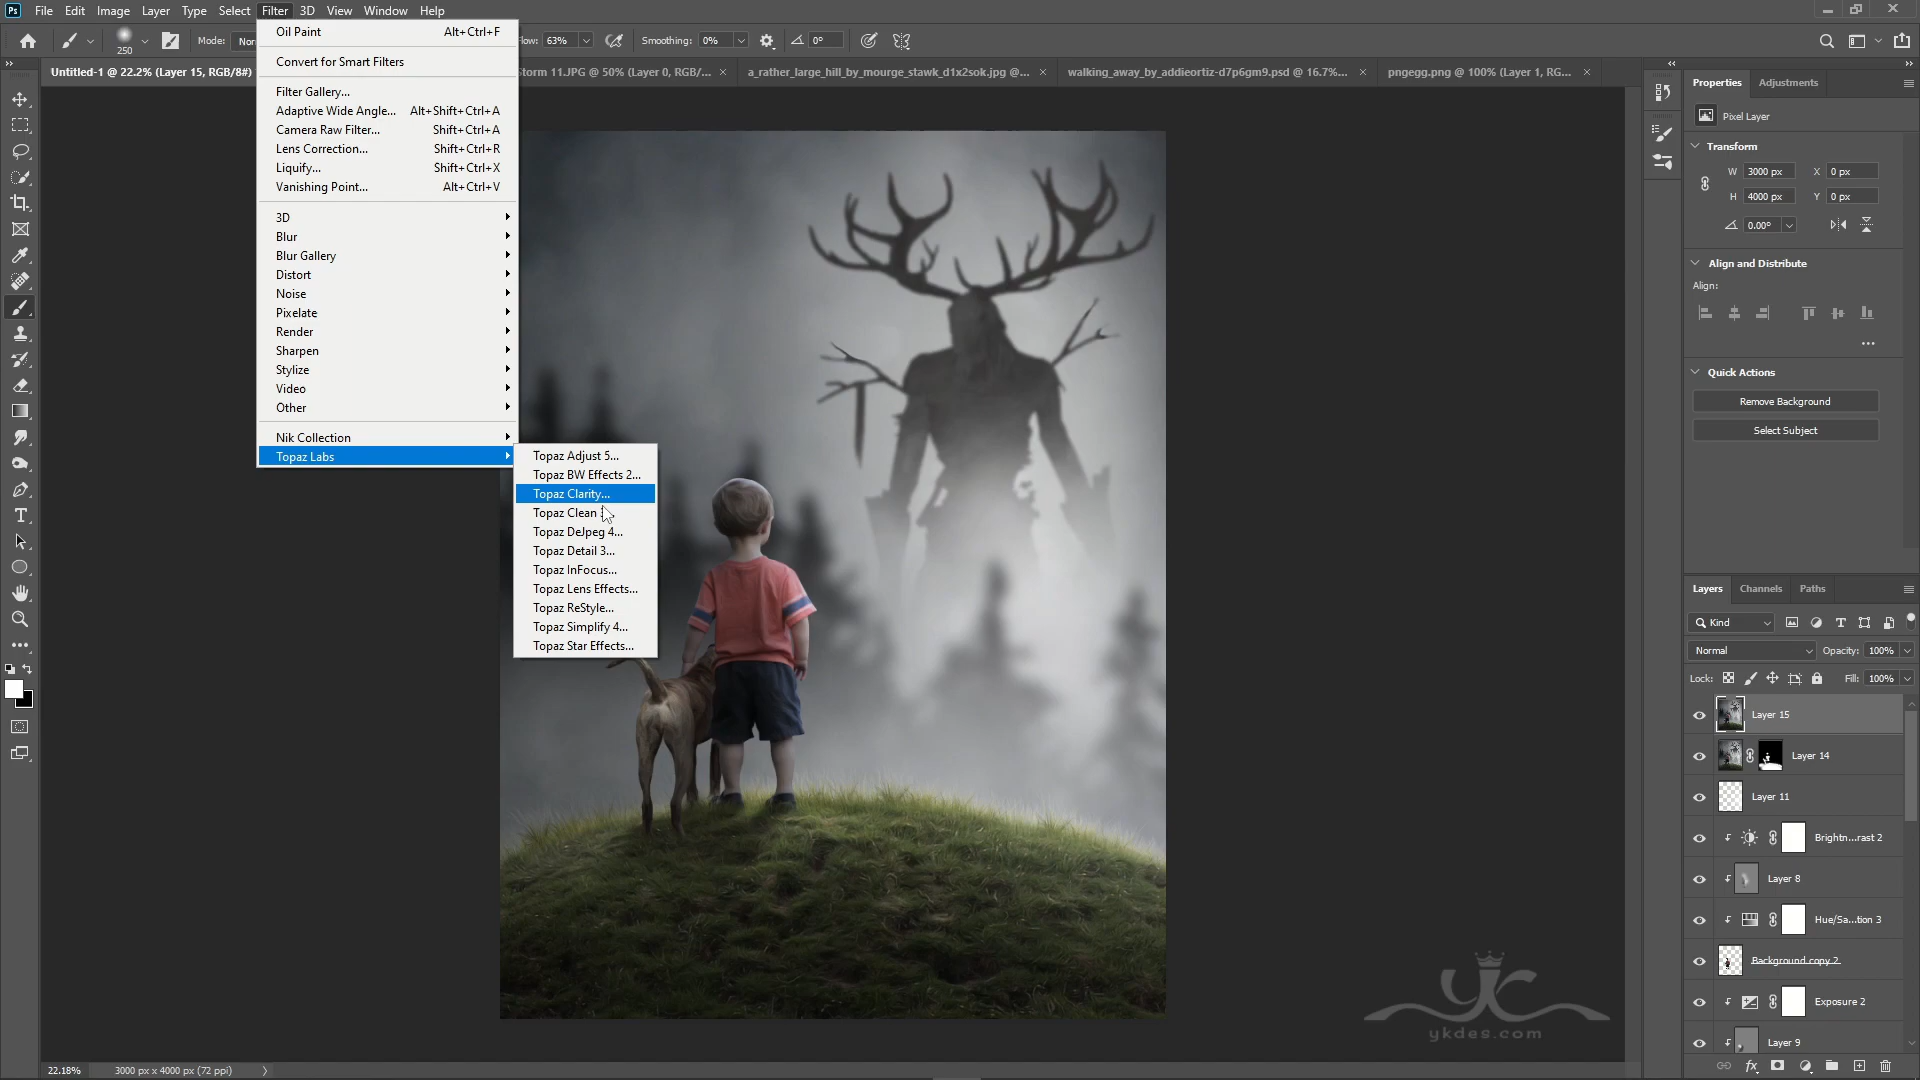 Ps File Edit Image Layer Type Select Filter 3D View Window Help
250 Mode: Flow: 63% Smoothing: 0% 0°
Untitled-1 @ 22.2% (Layer 15, RGB/8#) Storm 11.JPG @ 50% (Layer 0, RGB/... × a_rather_large_hill_by_mourge_stawk_d1x2sok.jpg @... × walking_away_by_addieortiz-d7p6gm9.psd @ 16.7%... × pngegg.png @ 100% (Layer 1, RG... ×
Oil Paint Alt+Ctrl+F
Convert for Smart Filters
Filter Gallery...
Adaptive Wide Angle... Alt+Shift+Ctrl+A
Camera Raw Filter... Shift+Ctrl+A
Lens Correction... Shift+Ctrl+R
Liquify... Shift+Ctrl+X
Vanishing Point... Alt+Ctrl+V
3D
Blur
Blur Gallery
Distort
Noise
Pixelate
Render
Sharpen
Stylize
Video
Other
Nik Collection
Topaz Labs
Topaz Adjust 5...
Topaz BW Effects 2...
Topaz Clarity...
Topaz Clean
Topaz DeJpeg 4...
Topaz Detail 3...
Topaz InFocus...
Topaz Lens Effects...
Topaz ReStyle...
Topaz Simplify 4...
Topaz Star Effects...
Properties Adjustments
Pixel Layer
Transform
W 3000 px X 0 px
H 4000 px Y 0 px
0.00°
Align and Distribute
Align:
Quick Actions
Remove Background
Select Subject
Layers Channels Paths
Kind
Normal Opacity: 100%
Lock: Fill: 100%
Layer 15
Layer 14
Layer 11
Brightn...rast 2
Layer 8
Hue/Sa...tion 3
Background copy 2
Exposure 2
Layer 9
yk
ykdes.com
22.18% 3000 px x 4000 px (72 ppi)